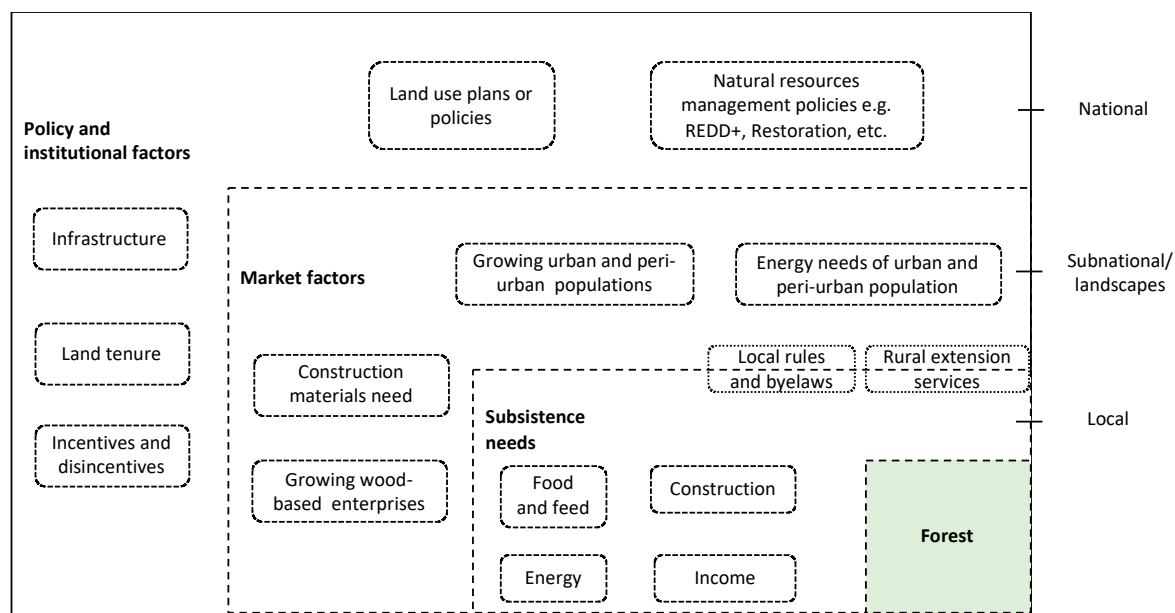 Land use plans or
policies
Natural resources
management policies e.g.
REDD+, Restoration, etc.
National
Policy and
institutional factors
Infrastructure
Land tenure
Incentives and
disincentives
Market factors
Growing urban and peri-
urban populations
Energy needs of urban and
peri-urban population
Subnational/
landscapes
Construction
materials need
Growing wood-
based enterprises
Local rules
and byelaws
Rural extension
services
Local
Subsistence
needs
Food
and feed
Construction
Energy
Income
Forest